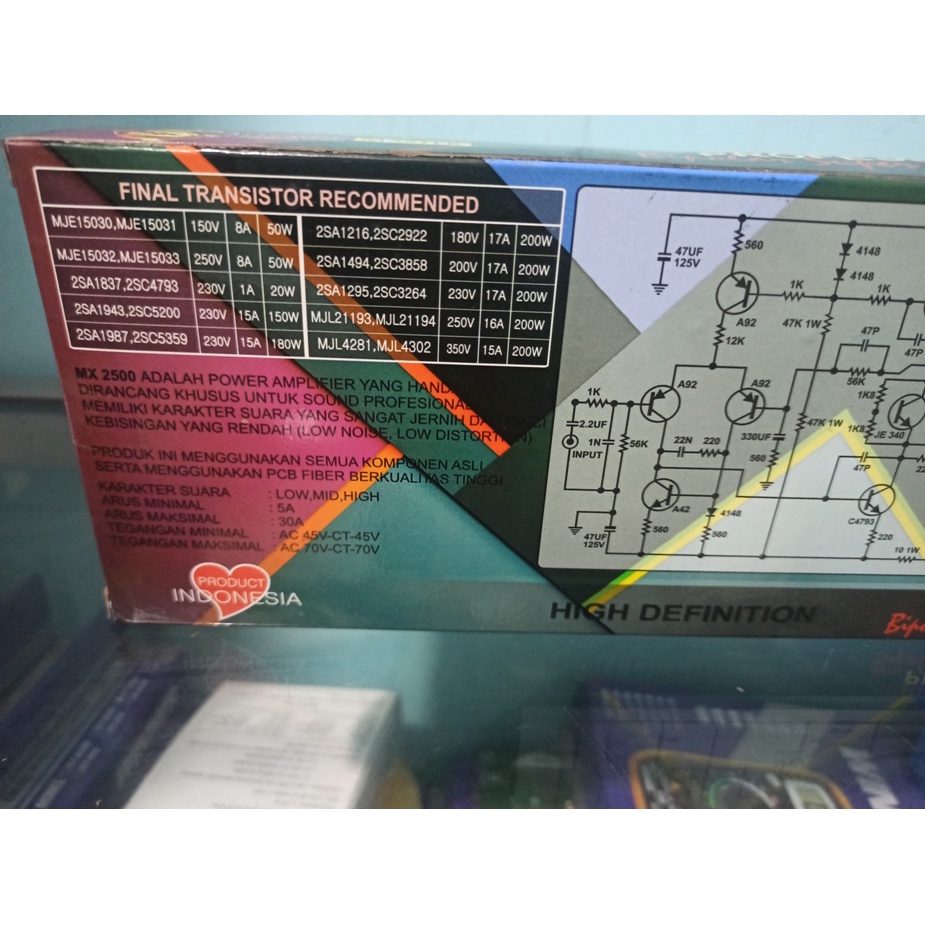 FINAL TRANSISTOR RECOMMENDED
MJE15030,MJE15031 150V 8A 50W
MJE15032,MJE15033 250V 8A 50W
2SA1837,2SC4793 230V 1A 20W
2SA1943,2SC5200 230V 15A 150W
2SA1987,2SC5359 230V 15A 180W
2SA1216,2SC2922 180V 17A 200W
2SA1494,2SC3858 200V 17A 200W
2SA1295,2SC3264 230V 17A 200W
MJL21193,MJL21194 250V 16A 200W
MJL4281,MJL4302 350V 15A 200W
MX 2500 ADALAH POWER AMPLIFIER YANG
DIRANCANG KHUSUS UNTUK SOUND PROFESIONAL
MEMILIKI KARAKTER SUARA YANG SANGAT JERNIH
KEBISINGAN YANG RENDAH (LOW NOISE, LOW DISTORTION)
PRODUK INI MENGGUNAKAN SEMUA KOMPONEN ASLI
SERTA MENGGUNAKAN PCB FIBER BERKUALITAS TINGGI
KARAKTER SUARA : LOW,MID,HIGH
ARUS MINIMAL : 5A
ARUS MAKSIMAL : 30A
TEGANGAN MINIMAL : AC 45V-CT-45V
TEGANGAN MAKSIMAL : AC 70V-CT-70V
PRODUCT
INDONESIA
47UF
125V
560
4148
4148
A92
1K
1K
12K
47K 1W
47P
47P
56K
1K
A92
A92
1K8
2.2UF
1N
56K
22N
220
330UF
47K 1W
1K8
JE 340
INPUT
560
47P
A42
4148
C4793
560
560
220
47UF
125V
10 1W
HIGH DEFINITION